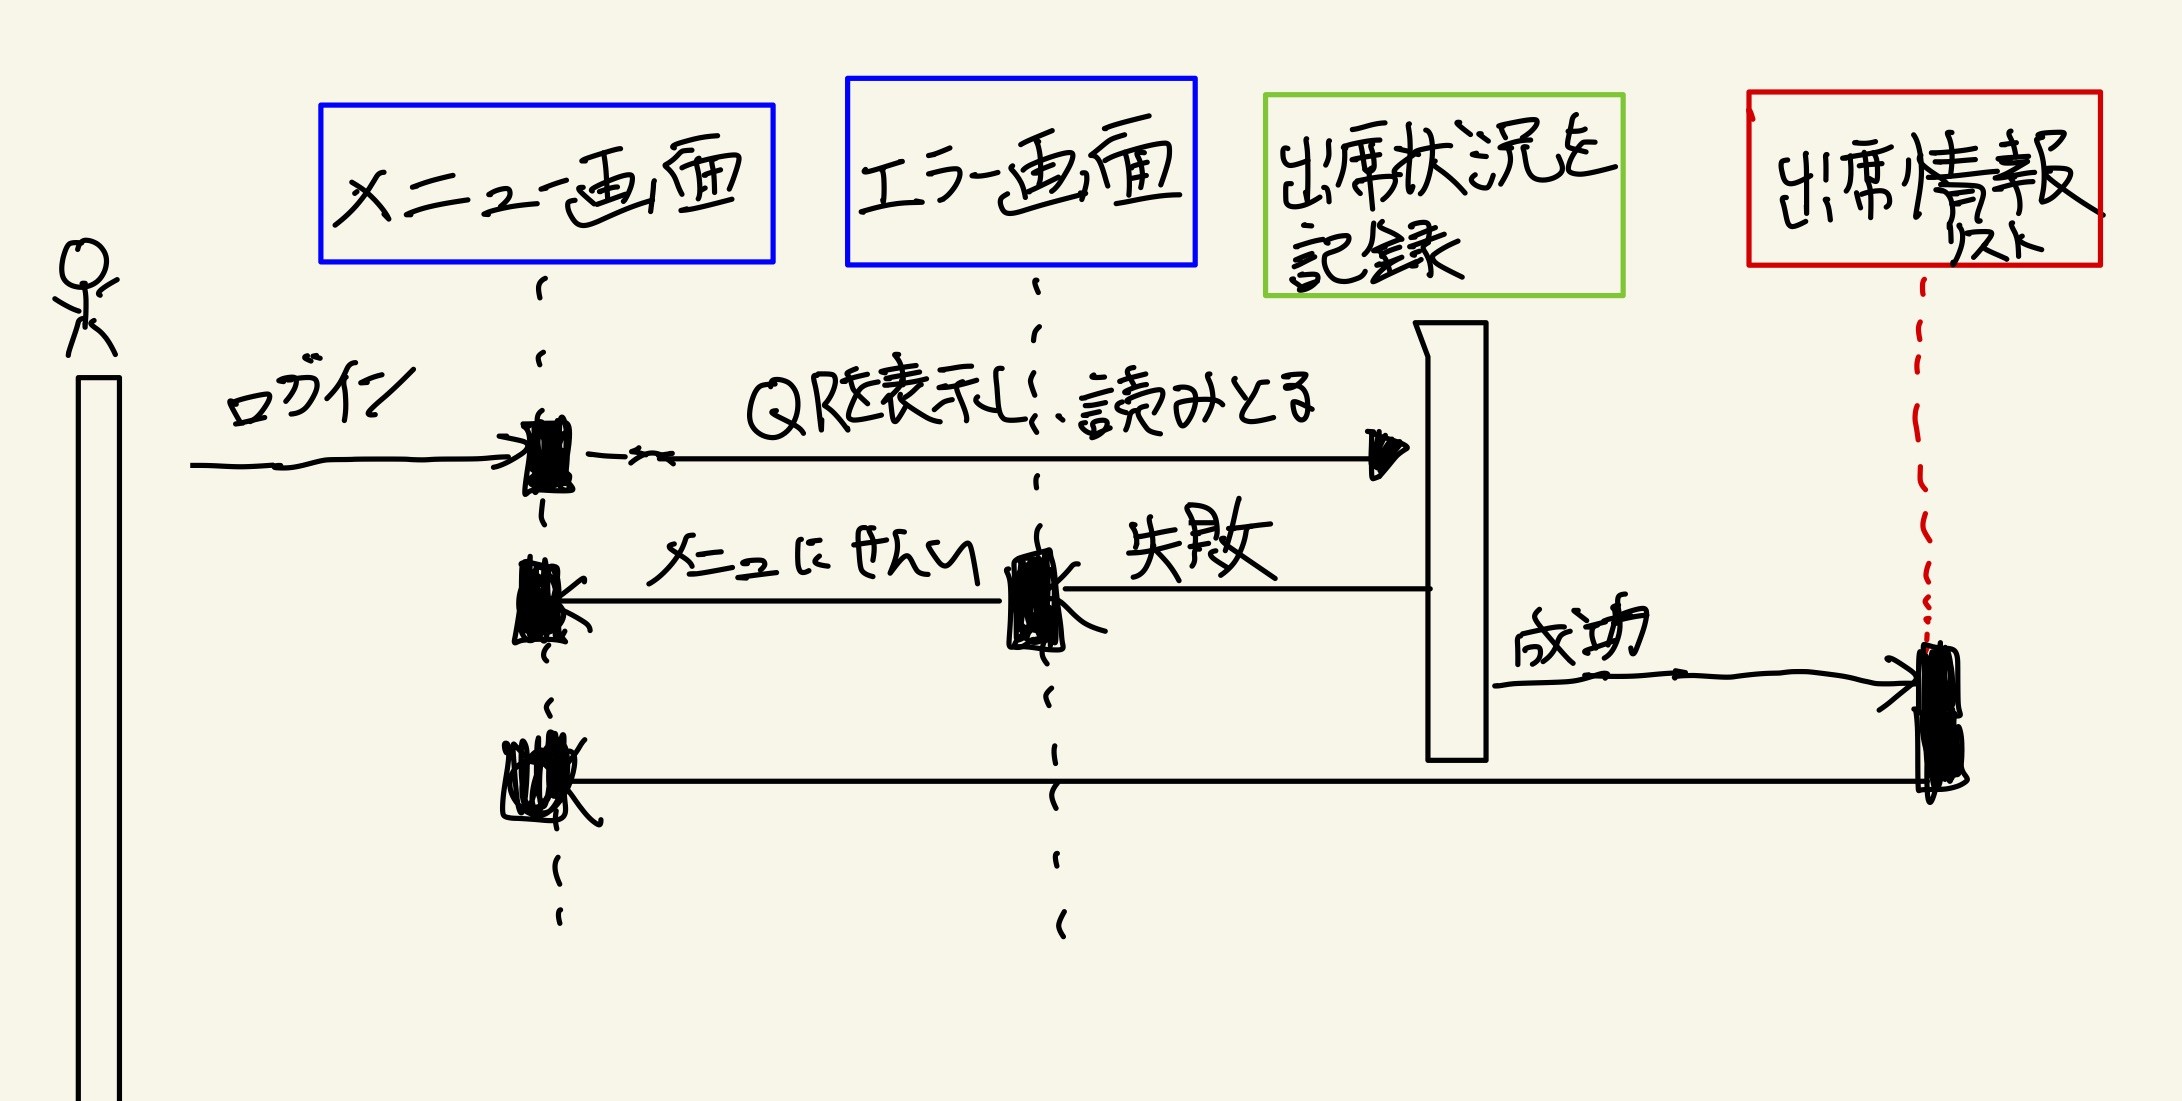 メニュー画面
エラー画面
出席状況を
記録
出席情報
リスト
ログイン
QRを表示し、読みとる
メニュにせんい
失敗
成功